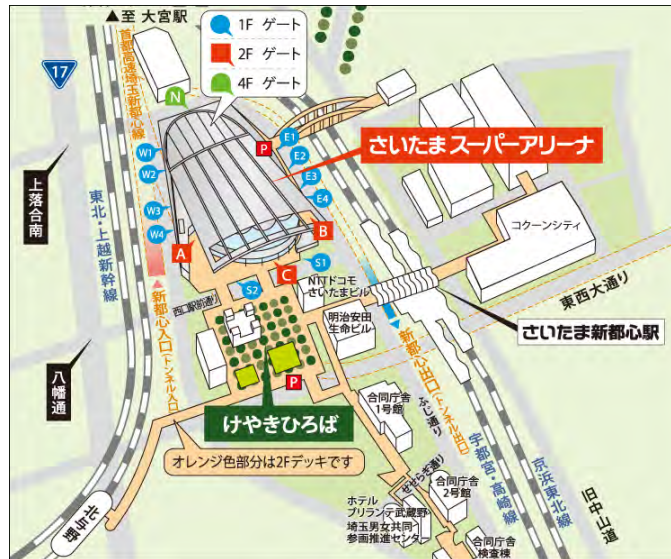 ▲至 大宮駅
17
首都高速埼玉新都心線
1F ゲート
2F ゲート
4F ゲート
N
P
E1
E2
E3
E4
W1
W2
W3
W4
さいたまスーパーアリーナ
上落合南
東北・上越新幹線
A
B
C
S1
S2
コクーンシティ
NTTドコモ
さいたまビル
西口駅前通り
明治安田
生命ビル
東西大通り
さいたま新都心駅
新都心入口(トンネル入口)
新都心出口(トンネル出口)
八幡通
P
けやきひろば
合同庁舎
1号館
ふじ通り
オレンジ色部分は2Fデッキです
北与野
せせらぎ通り
合同庁舎
2号館
宇都宮・高崎線
京浜東北線
旧中山道
ホテル
ブリランテ武蔵野
埼玉男女共同
参画推進センター
合同庁舎
検査棟